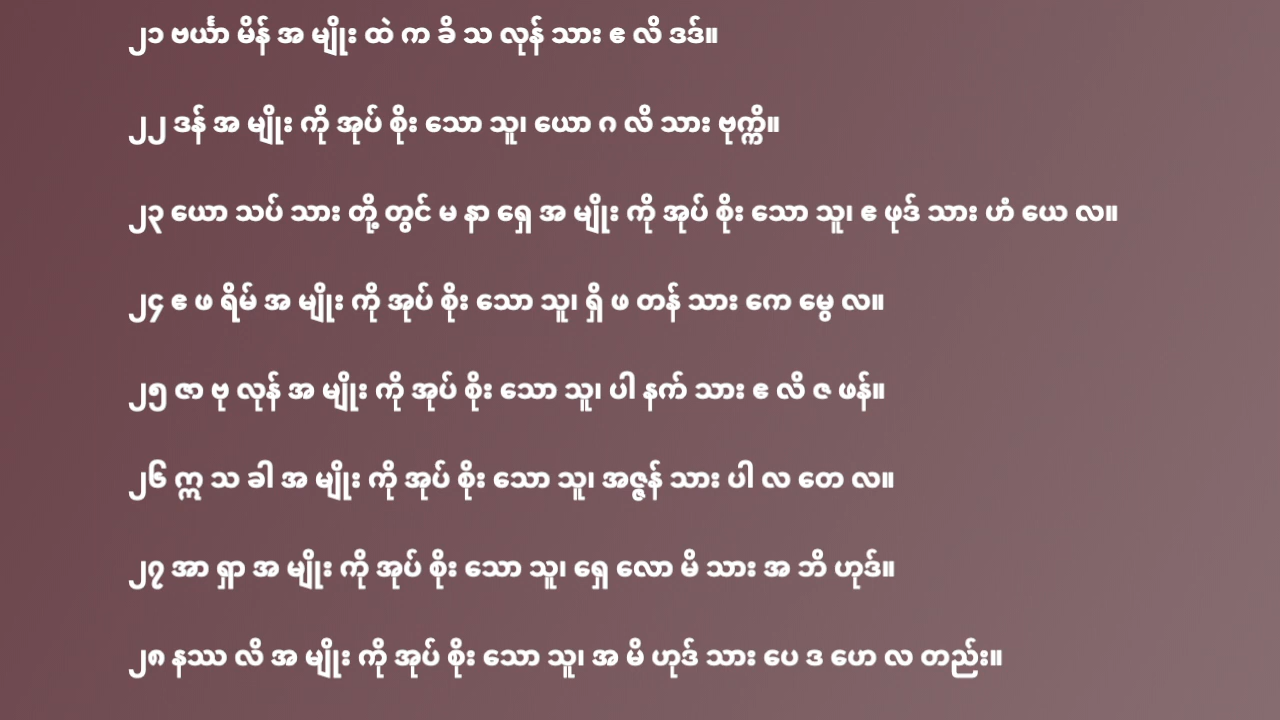 ၂၁ ဗင်္ယာ မိန် အ မျိုး ထဲ က ခိ သ လုန် သား ဧ လိ ဒဒ်။
၂၂ ဒန် အ မျိုး ကို အုပ် စိုး သော သူ၊ ယော ဂ လိ သား ဗုက္ကိ။
၂၃ ယော သပ် သား တို့ တွင် မ နာ ရှေ အ မျိုး ကို အုပ် စိုး သော သူ၊ ဧ ဖုဒ် သား ဟံ ယေ လ။
၂၄ ဧ ဖ ရိမ် အ မျိုး ကို အုပ် စိုး သော သူ၊ ရှိ ဖ တန် သား ကေ မွေ လ။
၂၅ ဇာ ဗု လုန် အ မျိုး ကို အုပ် စိုး သော သူ၊ ပါ နက် သား ဧ လိ ဇ ဖန်။
၂၆ ဣ သ ခါ အ မျိုး ကို အုပ် စိုး သော သူ၊ အဇ္ဇန် သား ပါ လ တေ လ။
၂၇ အာ ရှာ အ မျိုး ကို အုပ် စိုး သော သူ၊ ရှေ လော မိ သား အ ဘိ ဟုဒ်။
၂၈ နဿ လိ အ မျိုး ကို အုပ် စိုး သော သူ၊ အ မိ ဟုဒ် သား ပေ ဒ ဟေ လ တည်း။